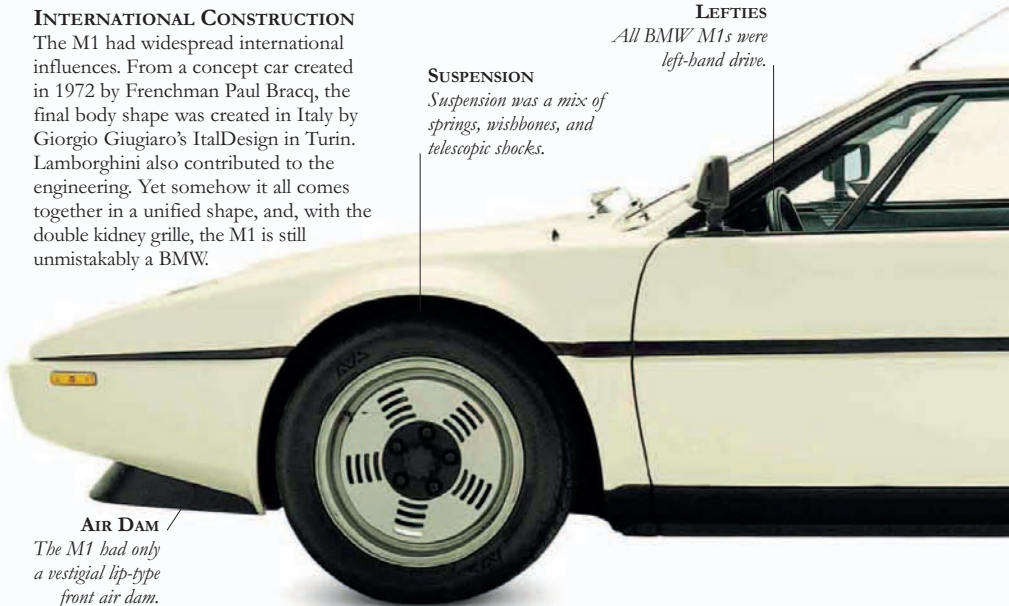 INTERNATIONAL CONSTRUCTION
The M1 had widespread international
influences. From a concept car created
in 1972 by Frenchman Paul Bracq, the
final body shape was created in Italy by
Giorgio Giugiaro's ItalDesign in Turin.
Lamborghini also contributed to the
engineering. Yet somehow it all comes
together in a unified shape, and, with the
double kidney grille, the M1 is still
unmistakably a BMW.
SUSPENSION
Suspension was a mix of
springs, wishbones, and
telescopic shocks.
LEFTIES
All BMW M1s were
left-hand drive.
AIR DAM
The M1 had only
a vestigial lip-type
front air dam.